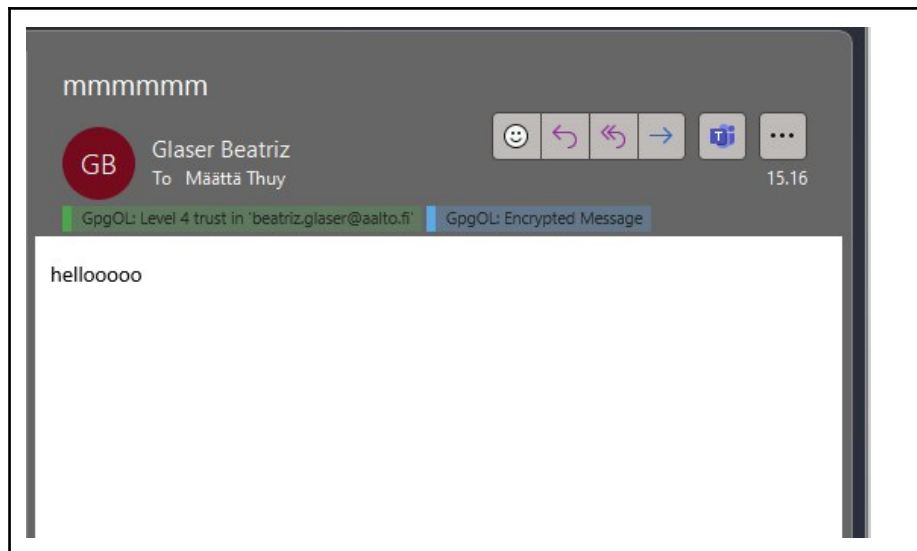 mmmmmm
GB
Glaser Beatriz
To Määttä Thuy
15.16
GpgOL: Level 4 trust in 'beatriz.glaser@aalto.fi'
GpgOL: Encrypted Message
hellooooo